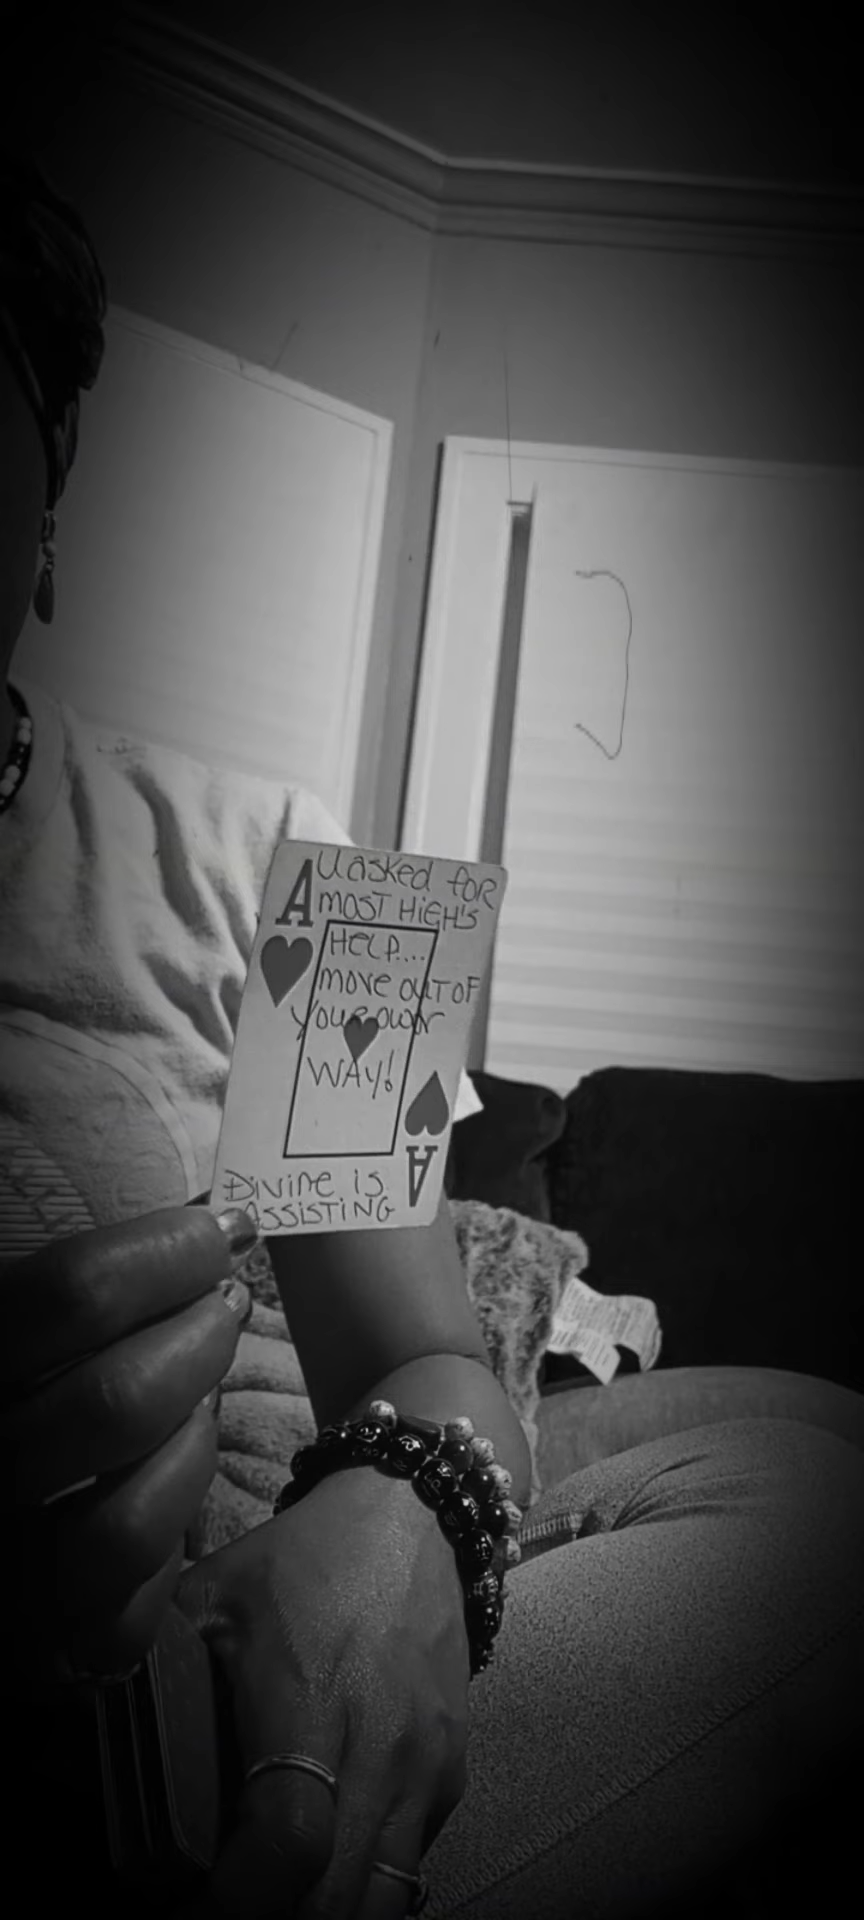 A
U asked for
MOST HiGH'S
HELP....
move OUT OF
your own
WAY!
A
Divine is
ASSISTING